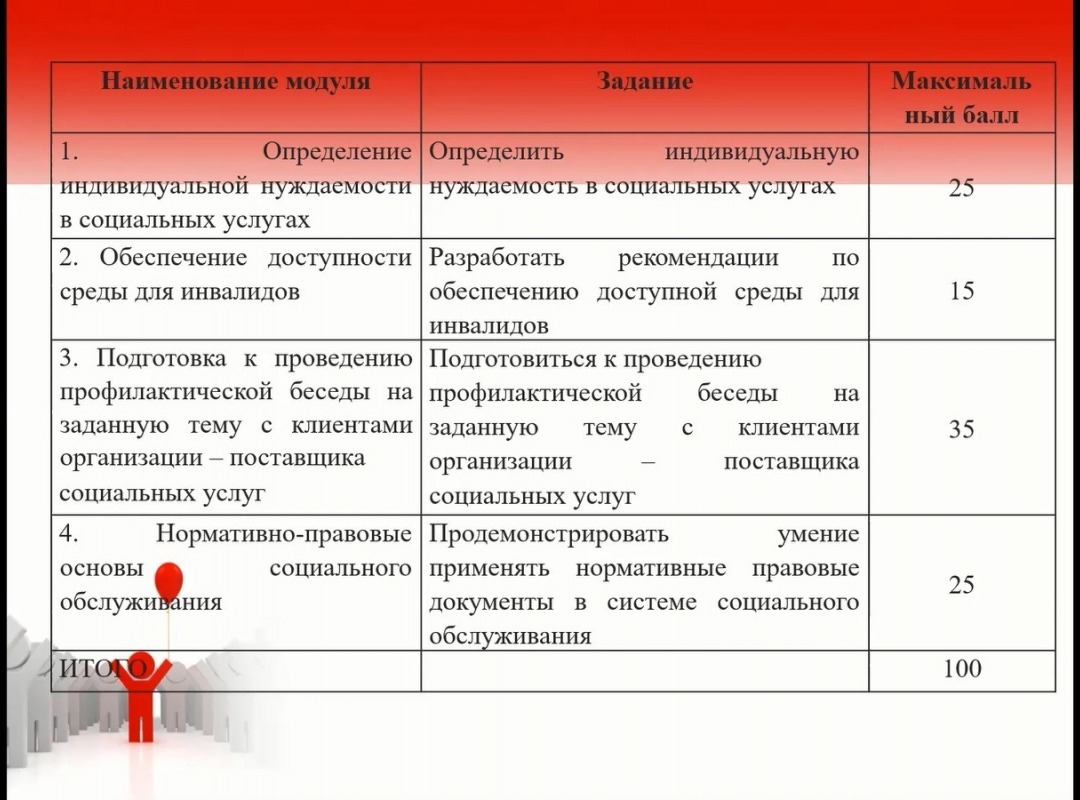 Наименование модуля
Задание
Максималь
ный балл
1. Определение
индивидуальной нуждаемости
в социальных услугах
Определить индивидуальную
нуждаемость в социальных услугах
25
2. Обеспечение доступности
среды для инвалидов
Разработать рекомендации по
обеспечению доступной среды для
инвалидов
15
3. Подготовка к проведению
профилактической беседы на
заданную тему с клиентами
организации – поставщика
социальных услуг
Подготовиться к проведению
профилактической беседы на
заданную тему с клиентами
организации – поставщика
социальных услуг
35
4. Нормативно-правовые
основы социального
обслуживания
Продемонстрировать умение
применять нормативные правовые
документы в системе социального
обслуживания
25
ИТОГО
100